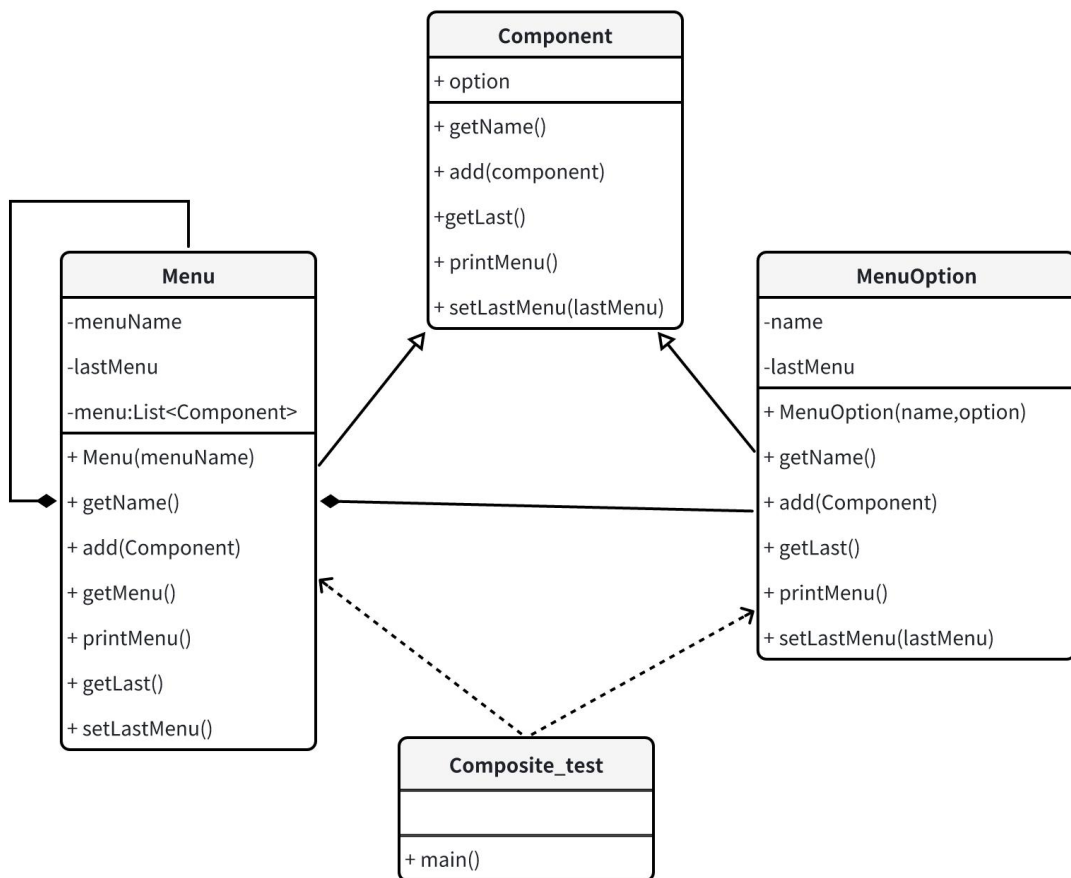 Component
+ option
+ getName()
+ add(component)
+getLast()
+ printMenu()
+ setLastMenu(lastMenu)
Menu
-menuName
-lastMenu
-menu:List<Component>
+ Menu(menuName)
+ getName()
+ add(Component)
+ getMenu()
+ printMenu()
+ getLast()
+ setLastMenu()
MenuOption
-name
-lastMenu
+ MenuOption(name,option)
+ getName()
+ add(Component)
+ getLast()
+ printMenu()
+ setLastMenu(lastMenu)
Composite_test
+ main()